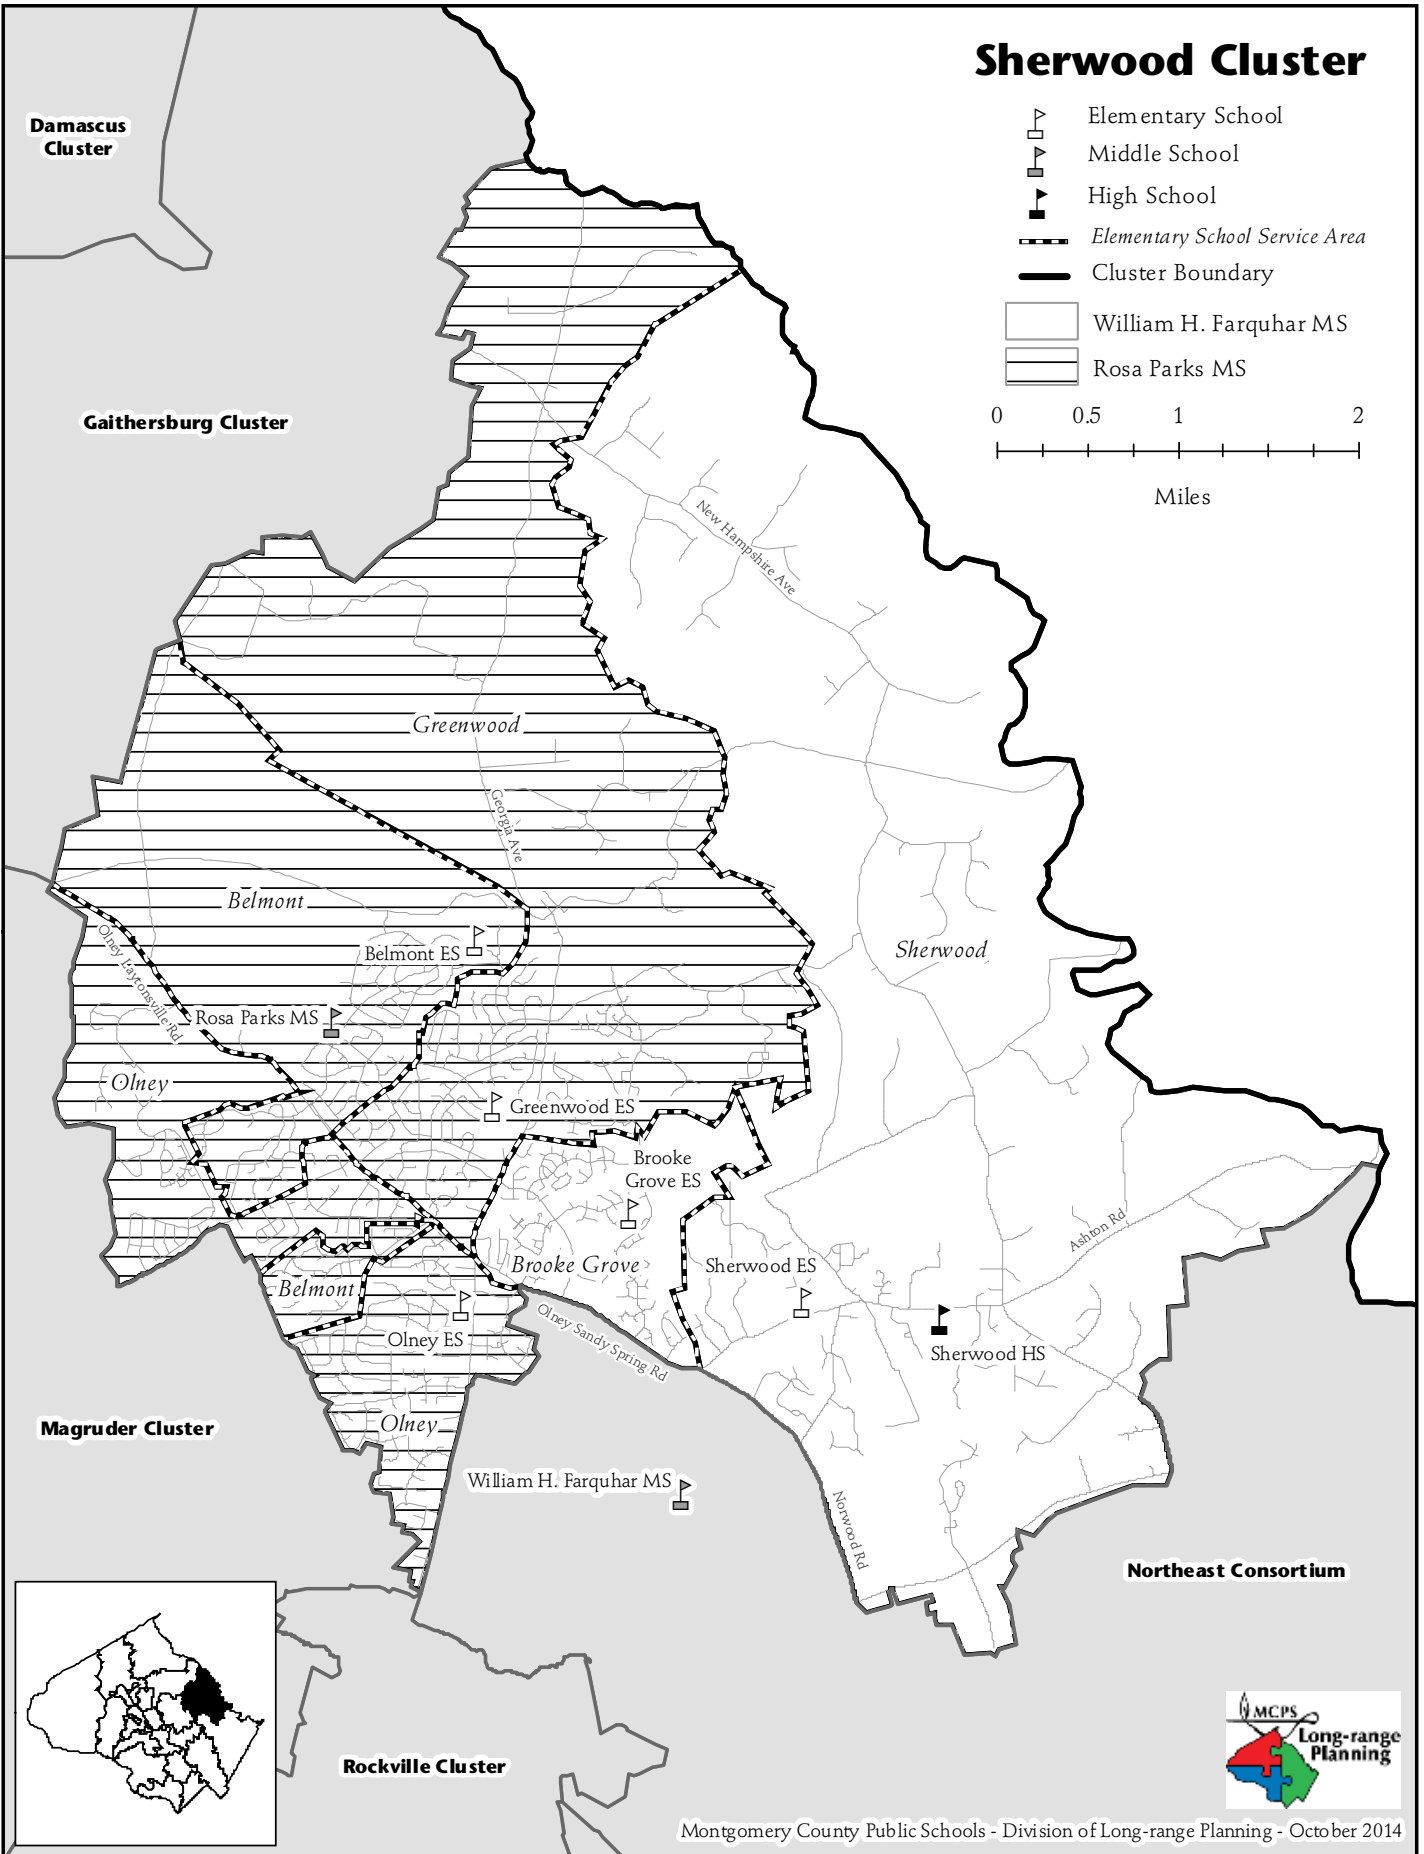 Sherwood Cluster
Elementary School
Middle School
High School
Elementary School Service Area
Cluster Boundary
William H. Farquhar MS
Rosa Parks MS
0 0.5 1 2
Miles
Damascus
Cluster
Gaithersburg Cluster
New Hampshire Ave
Greenwood
Georgia Ave
Belmont
Belmont ES
Sherwood
Olney Laytonsville Rd
Rosa Parks MS
Olney
Greenwood ES
Brooke
Grove ES
Ashton Rd
Brooke Grove
Sherwood ES
Belmont
Olney ES
Olney Sandy Spring Rd
Sherwood HS
Magruder Cluster
Olney
William H. Farquhar MS
Norwood Rd
Northeast Consortium
Rockville Cluster
MCPS
Long-range
Planning
Montgomery County Public Schools - Division of Long-range Planning - October 2014